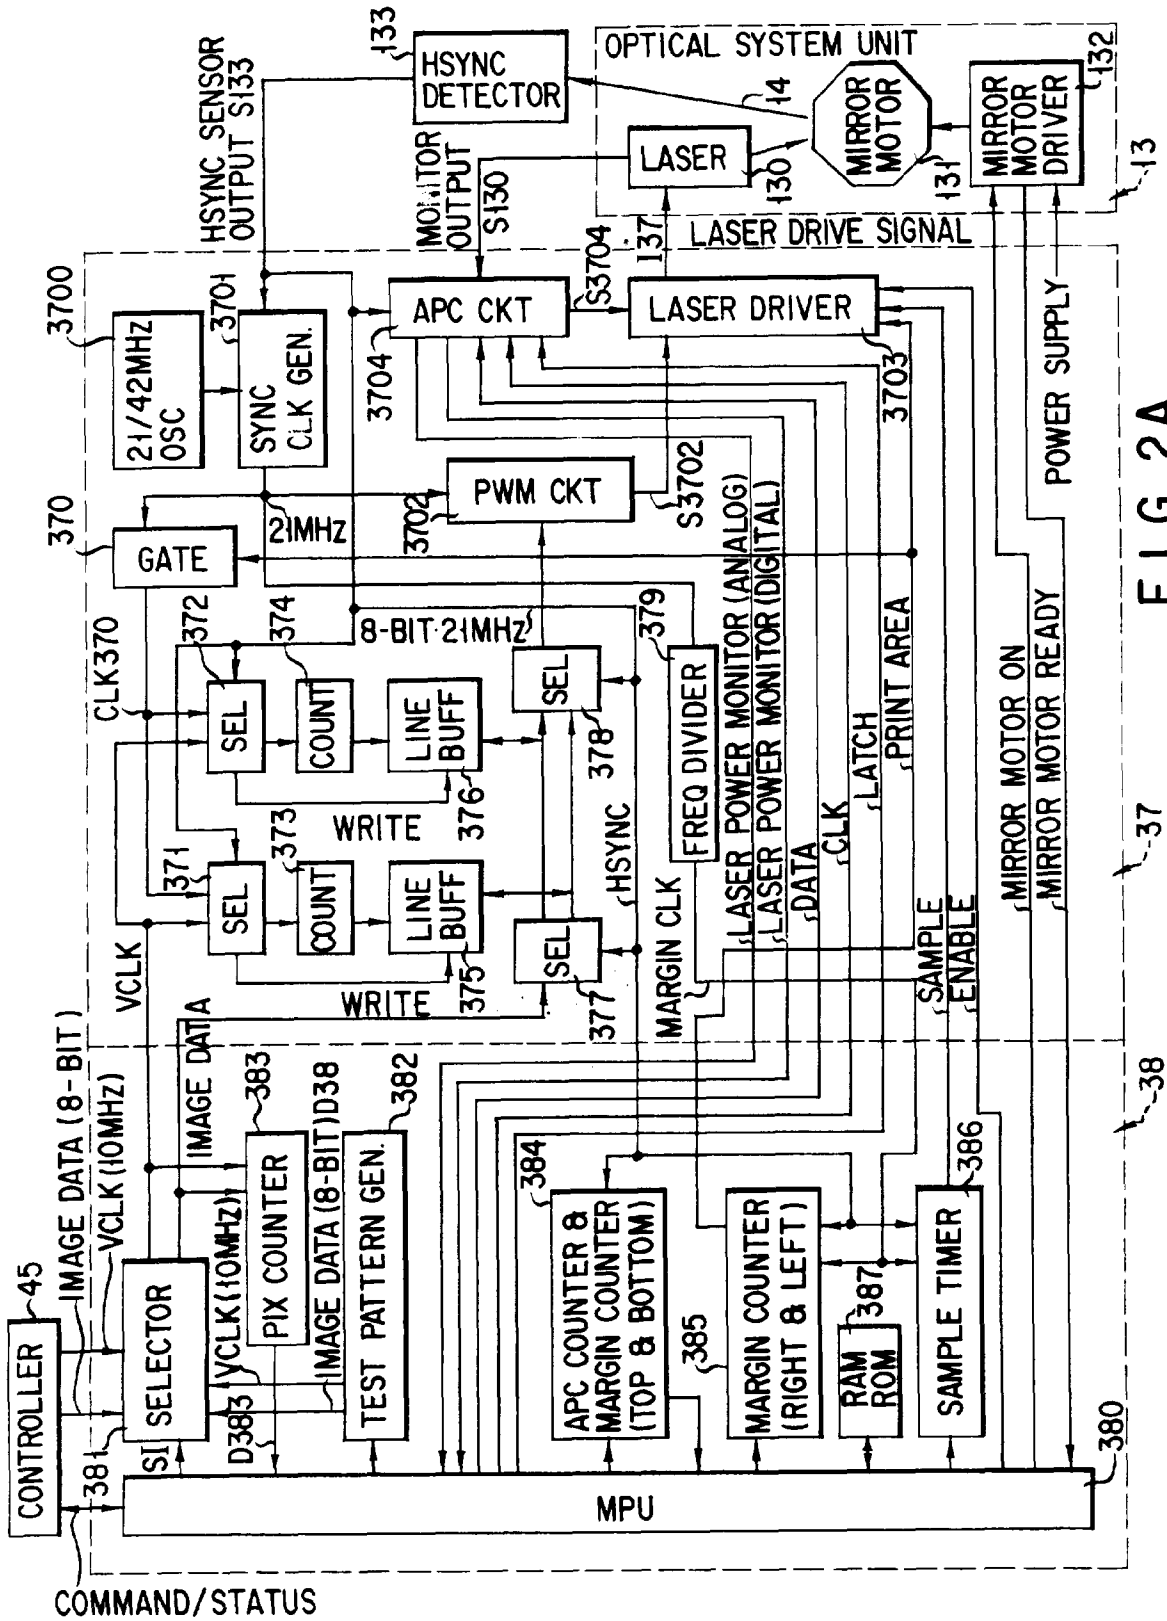 COMMAND/STATUS
CONTROLLER
45
IMAGE DATA (8-BIT)
VCLK (10MHz)
381
SELECTOR
SI
VCLK (10MHz)
IMAGE DATA (8-BIT) D38
D383
PIX COUNTER
383
TEST PATTERN GEN.
382
384
APC COUNTER &
MARGIN COUNTER
(TOP & BOTTOM)
385
MARGIN COUNTER
(RIGHT & LEFT)
387
RAM
ROM
SAMPLE TIMER
386
MPU
380
38
VCLK
IMAGE DATA
CLK370
371
SEL
373
COUNT
LINE
BUFF
375
WRITE
372
SEL
374
COUNT
LINE
BUFF
376
WRITE
SEL
377
SEL
378
HSYNC
8-BIT·21MHz
379
FREQ DIVIDER
MARGIN CLK
370
GATE
21MHz
3700
21/42MHz
OSC
3701
SYNC
CLK GEN.
3702
PWM CKT
S3702
3704
APC CKT
S3704
LASER DRIVER
3703
LASER POWER MONITOR (ANALOG)
LASER POWER MONITOR (DIGITAL)
DATA
CLK
LATCH
PRINT AREA
SAMPLE
ENABLE
MIRROR MOTOR ON
MIRROR MOTOR READY
POWER SUPPLY
37
HSYNC SENSOR
OUTPUT S133
MONITOR
OUTPUT
S130
137
LASER DRIVE SIGNAL
HSYNC
DETECTOR
133
OPTICAL SYSTEM UNIT
LASER
130
14
MIRROR
MOTOR
131
MIRROR
MOTOR
DRIVER
132
13
FIG. 2A